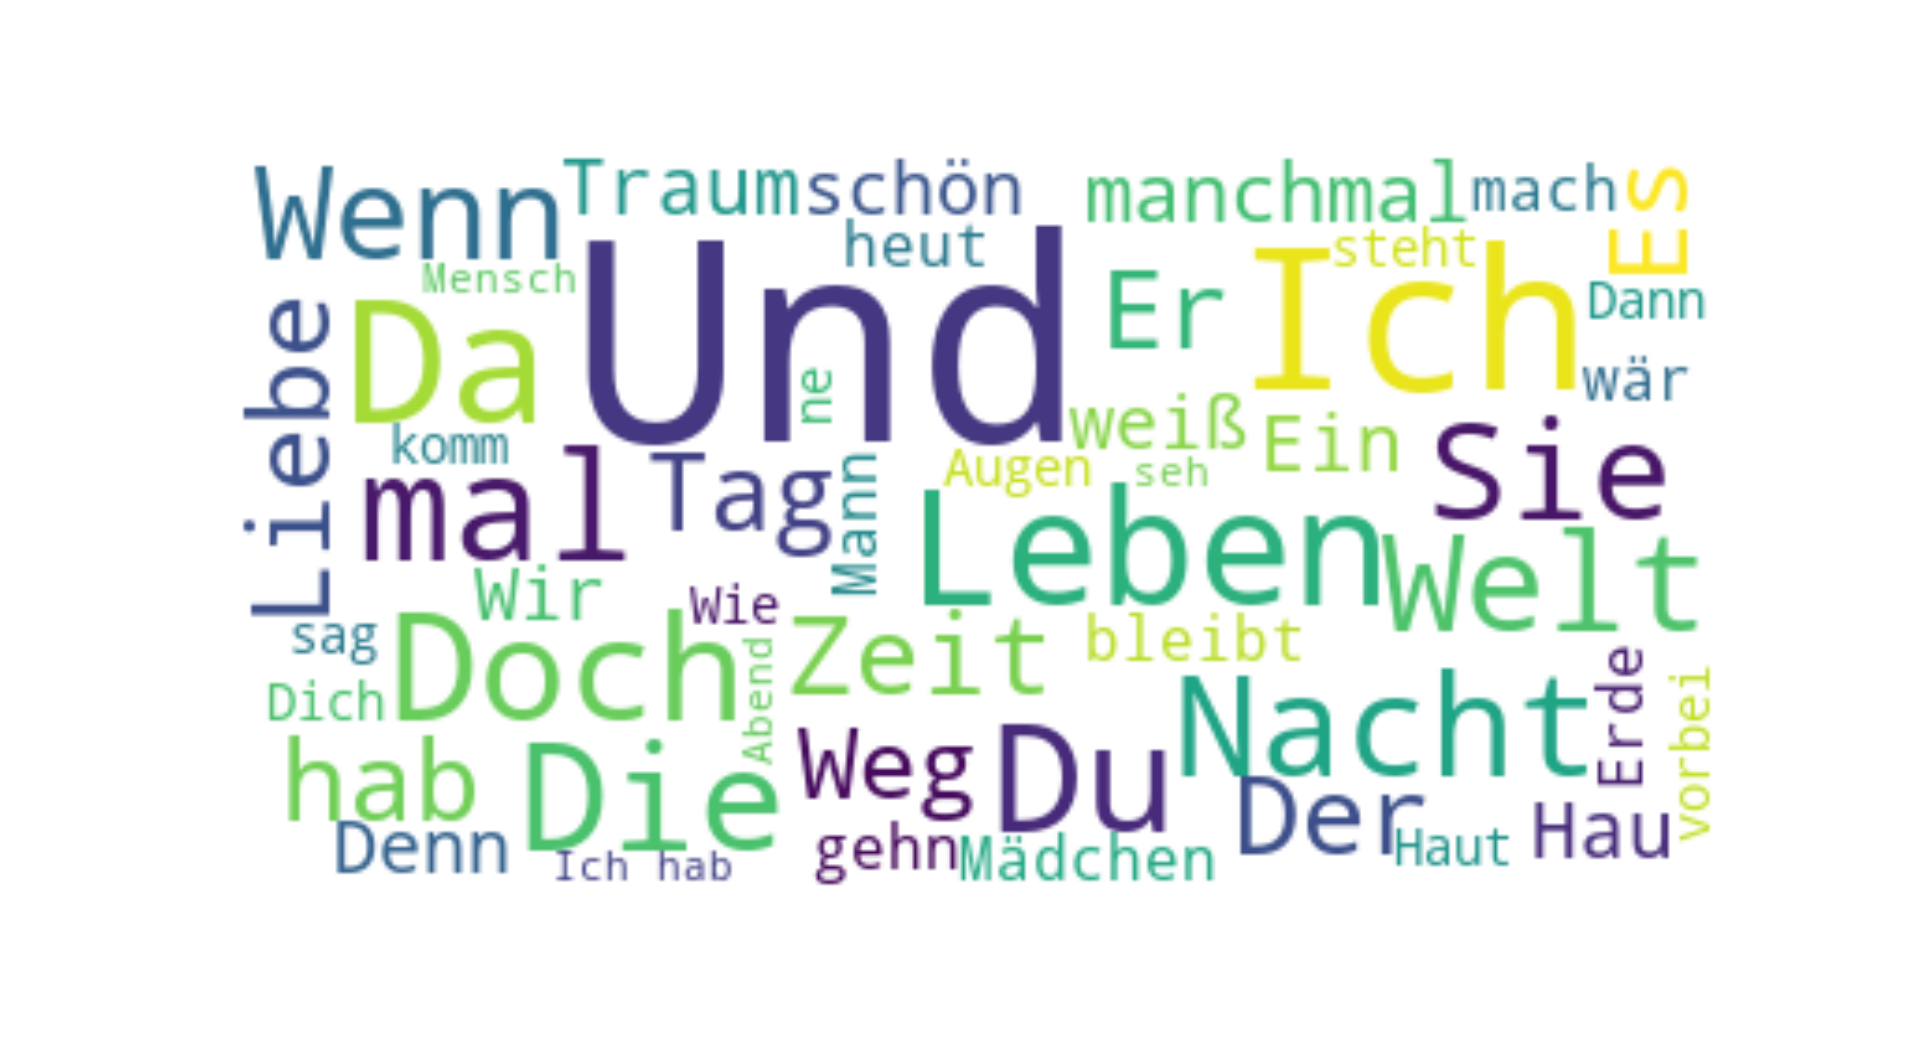 Wenn
Traum
schön
manchmal
mach
Es
heut
steht
Mensch
Und
Er
Ich
Dann
Liebe
Da
ne
wär
weiß
Ein
Sie
komm
mal
Tag
Mann
Augen
seh
Leben
Welt
Wir
Wie
sag
Doch
Abend
Zeit
bleibt
Erde
Dich
Nacht
vorbei
hab
Die
Weg
Du
Der
Hau
Denn
Ich hab
gehn
Mädchen
Haut